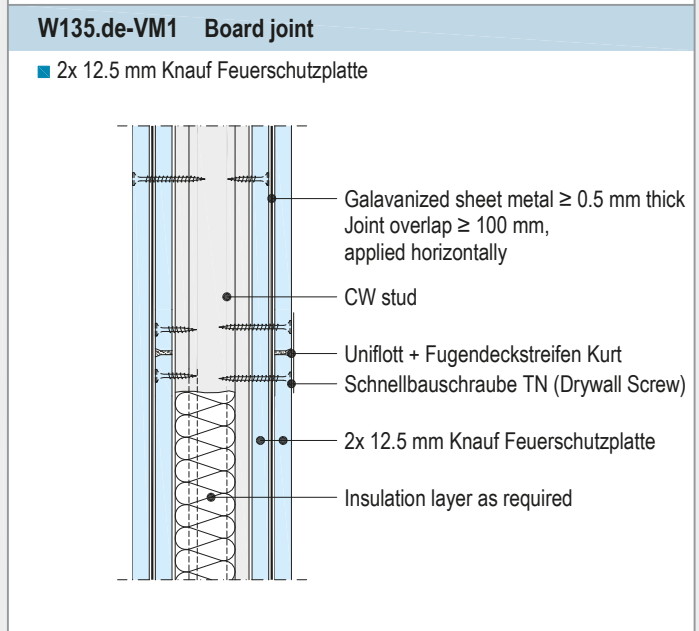 W135.de-VM1 Board joint
2x 12.5 mm Knauf Feuerschutzplatte
Galavanized sheet metal ≥ 0.5 mm thick
Joint overlap ≥ 100 mm,
applied horizontally
CW stud
Uniflott + Fugendeckstreifen Kurt
Schnellbauschraube TN (Drywall Screw)
2x 12.5 mm Knauf Feuerschutzplatte
Insulation layer as required